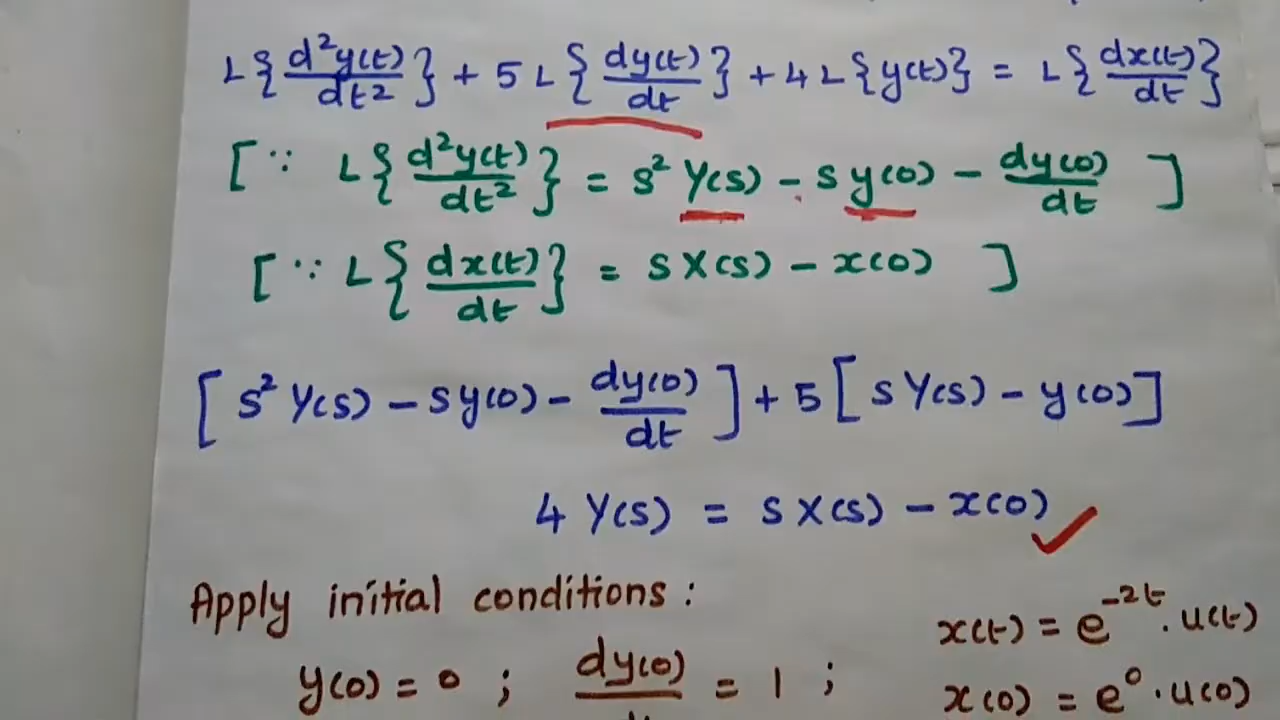 L{d²y(t)/dt²} + 5 L{dy(t)/dt} + 4 L{y(t)} = L{dx(t)/dt}
[∵ L{d²y(t)/dt²} = s² Y(s) - s y(0) - dy(0)/dt ]
[∵ L{dx(t)/dt} = s X(s) - x(0) ]
[s² Y(s) - s y(0) - dy(0)/dt] + 5 [s Y(s) - y(0)]
4 Y(s) = s X(s) - x(0)
Apply initial conditions :
x(t) = e^-2t . u(t)
y(0) = 0 ; dy(0)/dt = 1 ;
x(0) = e^0 . u(0)